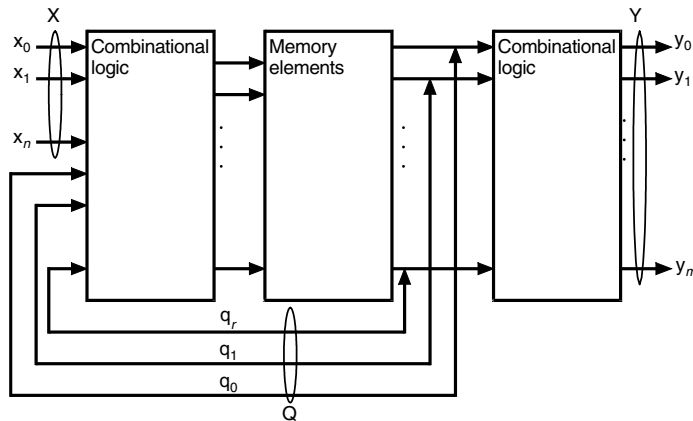 X
Y
x0
x1
xn
Combinational
logic
Memory
elements
Combinational
logic
y0
y1
yn
qr
q1
q0
Q